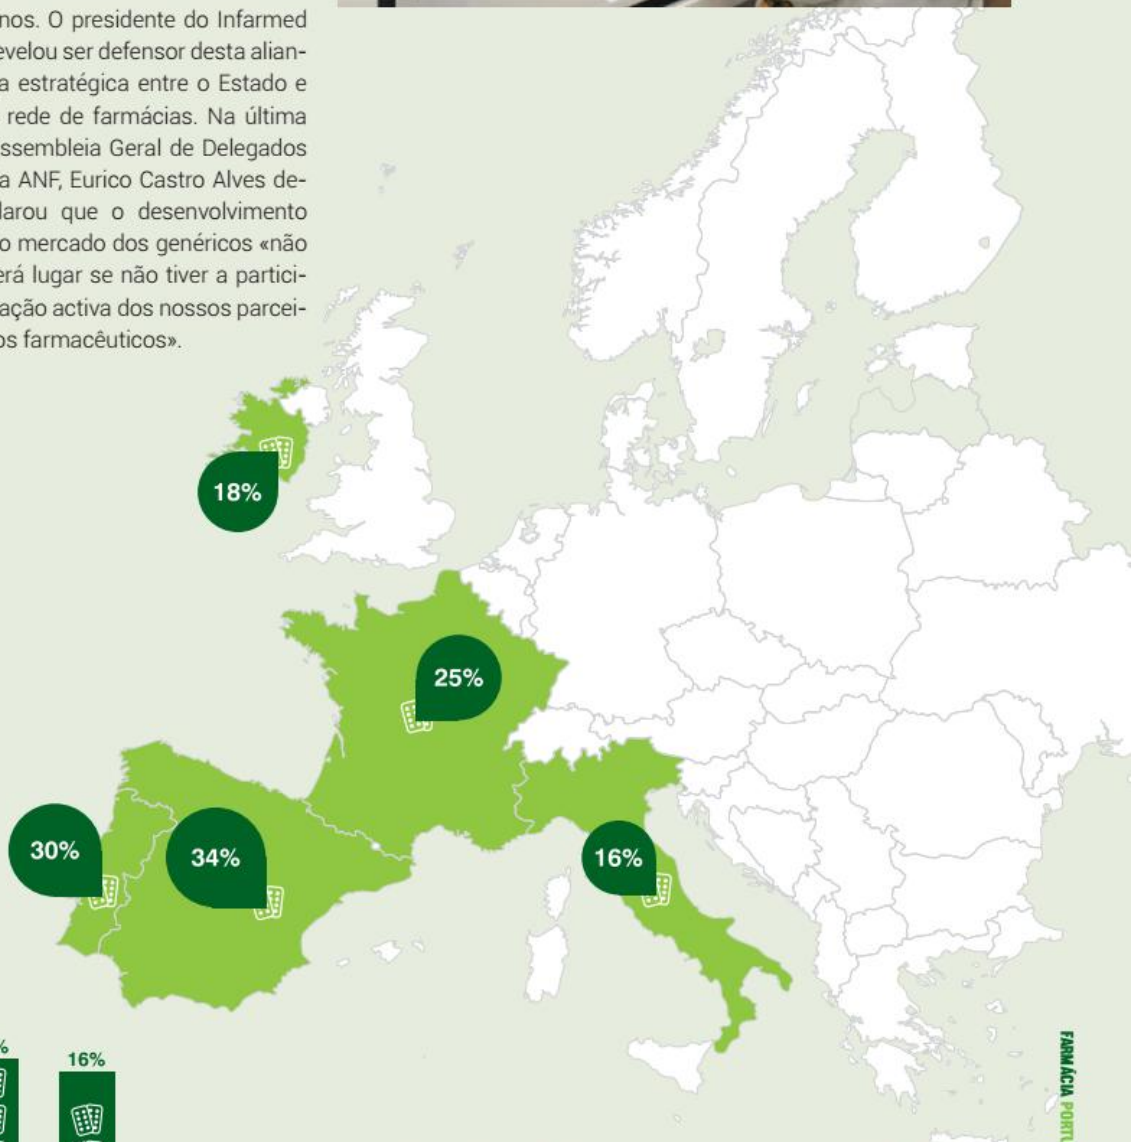 nos. O presidente do Infarmed
evelou ser defensor desta alian-
a estratégica entre o Estado e
rede de farmácias. Na última
ssembleia Geral de Delegados
a ANF, Eurico Castro Alves de-
larou que o desenvolvimento
o mercado dos genéricos «não
erá lugar se não tiver a partici-
ação activa dos nossos parcei-
os farmacêuticos».
18%
25%
30%
34%
16%
%
16%
FARMÁCIA PORTU